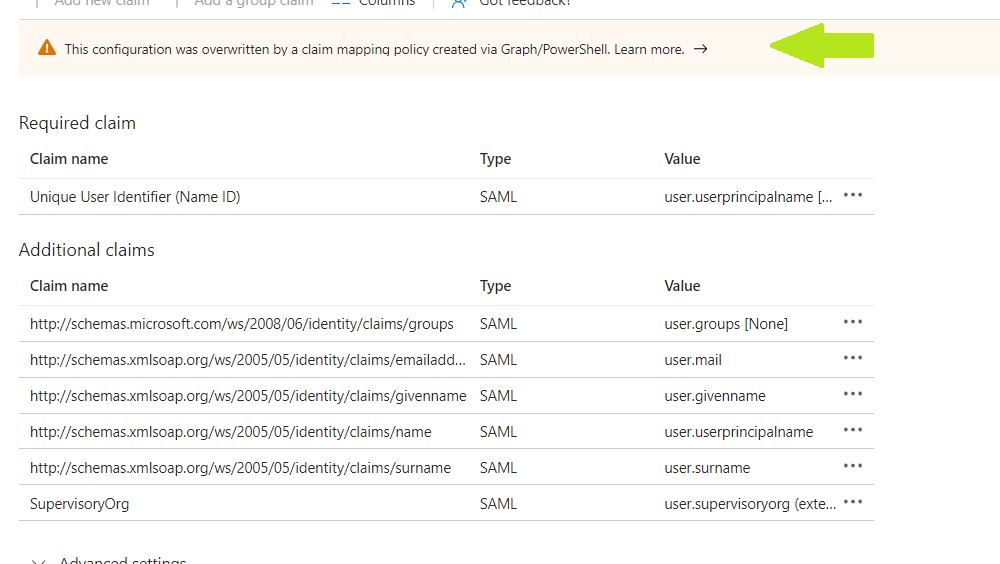 Add new claim Add a group claim Columns Got feedback?
This configuration was overwritten by a claim mapping policy created via Graph/PowerShell. Learn more. →
Required claim
Claim name Type Value
Unique User Identifier (Name ID) SAML user.userprincipalname [... •••
Additional claims
Claim name Type Value
http://schemas.microsoft.com/ws/2008/06/identity/claims/groups SAML user.groups [None] •••
http://schemas.xmlsoap.org/ws/2005/05/identity/claims/emailadd... SAML user.mail •••
http://schemas.xmlsoap.org/ws/2005/05/identity/claims/givenname SAML user.givenname •••
http://schemas.xmlsoap.org/ws/2005/05/identity/claims/name SAML user.userprincipalname •••
http://schemas.xmlsoap.org/ws/2005/05/identity/claims/surname SAML user.surname •••
SupervisoryOrg SAML user.supervisoryorg (exte... •••
Advanced settings